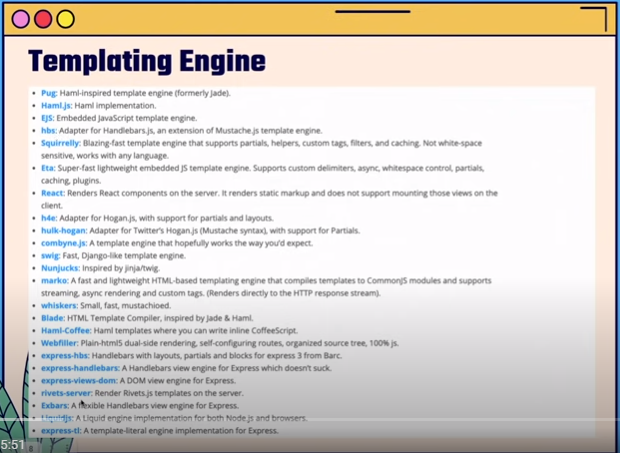 Templating Engine
Pug: Haml-inspired template engine (formerly Jade).
Haml.js: Haml implementation.
EJS: Embedded JavaScript template engine.
hbs: Adapter for Handlebars.js, an extension of Mustache.js template engine.
Squirrelly: Blazing-fast template engine that supports partials, helpers, custom tags, filters, and caching. Not white-space
sensitive, works with any language.
Eta: Super-fast lightweight embedded JS template engine. Supports custom delimiters, async, whitespace control, partials,
caching, plugins.
React: Renders React components on the server. It renders static markup and does not support mounting those views on the
client.
h4e: Adapter for Hogan.js, with support for partials and layouts.
hulk-hogan: Adapter for Twitter's Hogan.js (Mustache syntax), with support for Partials.
combyne.js: A template engine that hopefully works the way you'd expect.
swig: Fast, Django-like template engine.
Nunjucks: Inspired by jinja/twig.
marko: A fast and lightweight HTML-based templating engine that compiles templates to CommonJS modules and supports
streaming, async rendering and custom tags. (Renders directly to the HTTP response stream).
whiskers: Small, fast, mustachioed.
Blade: HTML Template Compiler, inspired by Jade & Haml.
Haml-Coffee: Haml templates where you can write inline CoffeeScript.
Webfiller: Plain-html5 dual-side rendering, self-configuring routes, organized source tree, 100% js.
express-hbs: Handlebars with layouts, partials and blocks for express 3 from Barc.
express-handlebars: A Handlebars view engine for Express which doesn't suck.
express-views-dom: A DOM view engine for Express.
rivets-server: Render Rivets.js templates on the server.
Exbars: A flexible Handlebars view engine for Express.
Liquidjs: A Liquid engine implementation for both Node.js and browsers.
express-tl: A template-literal engine implementation for Express.
5:51